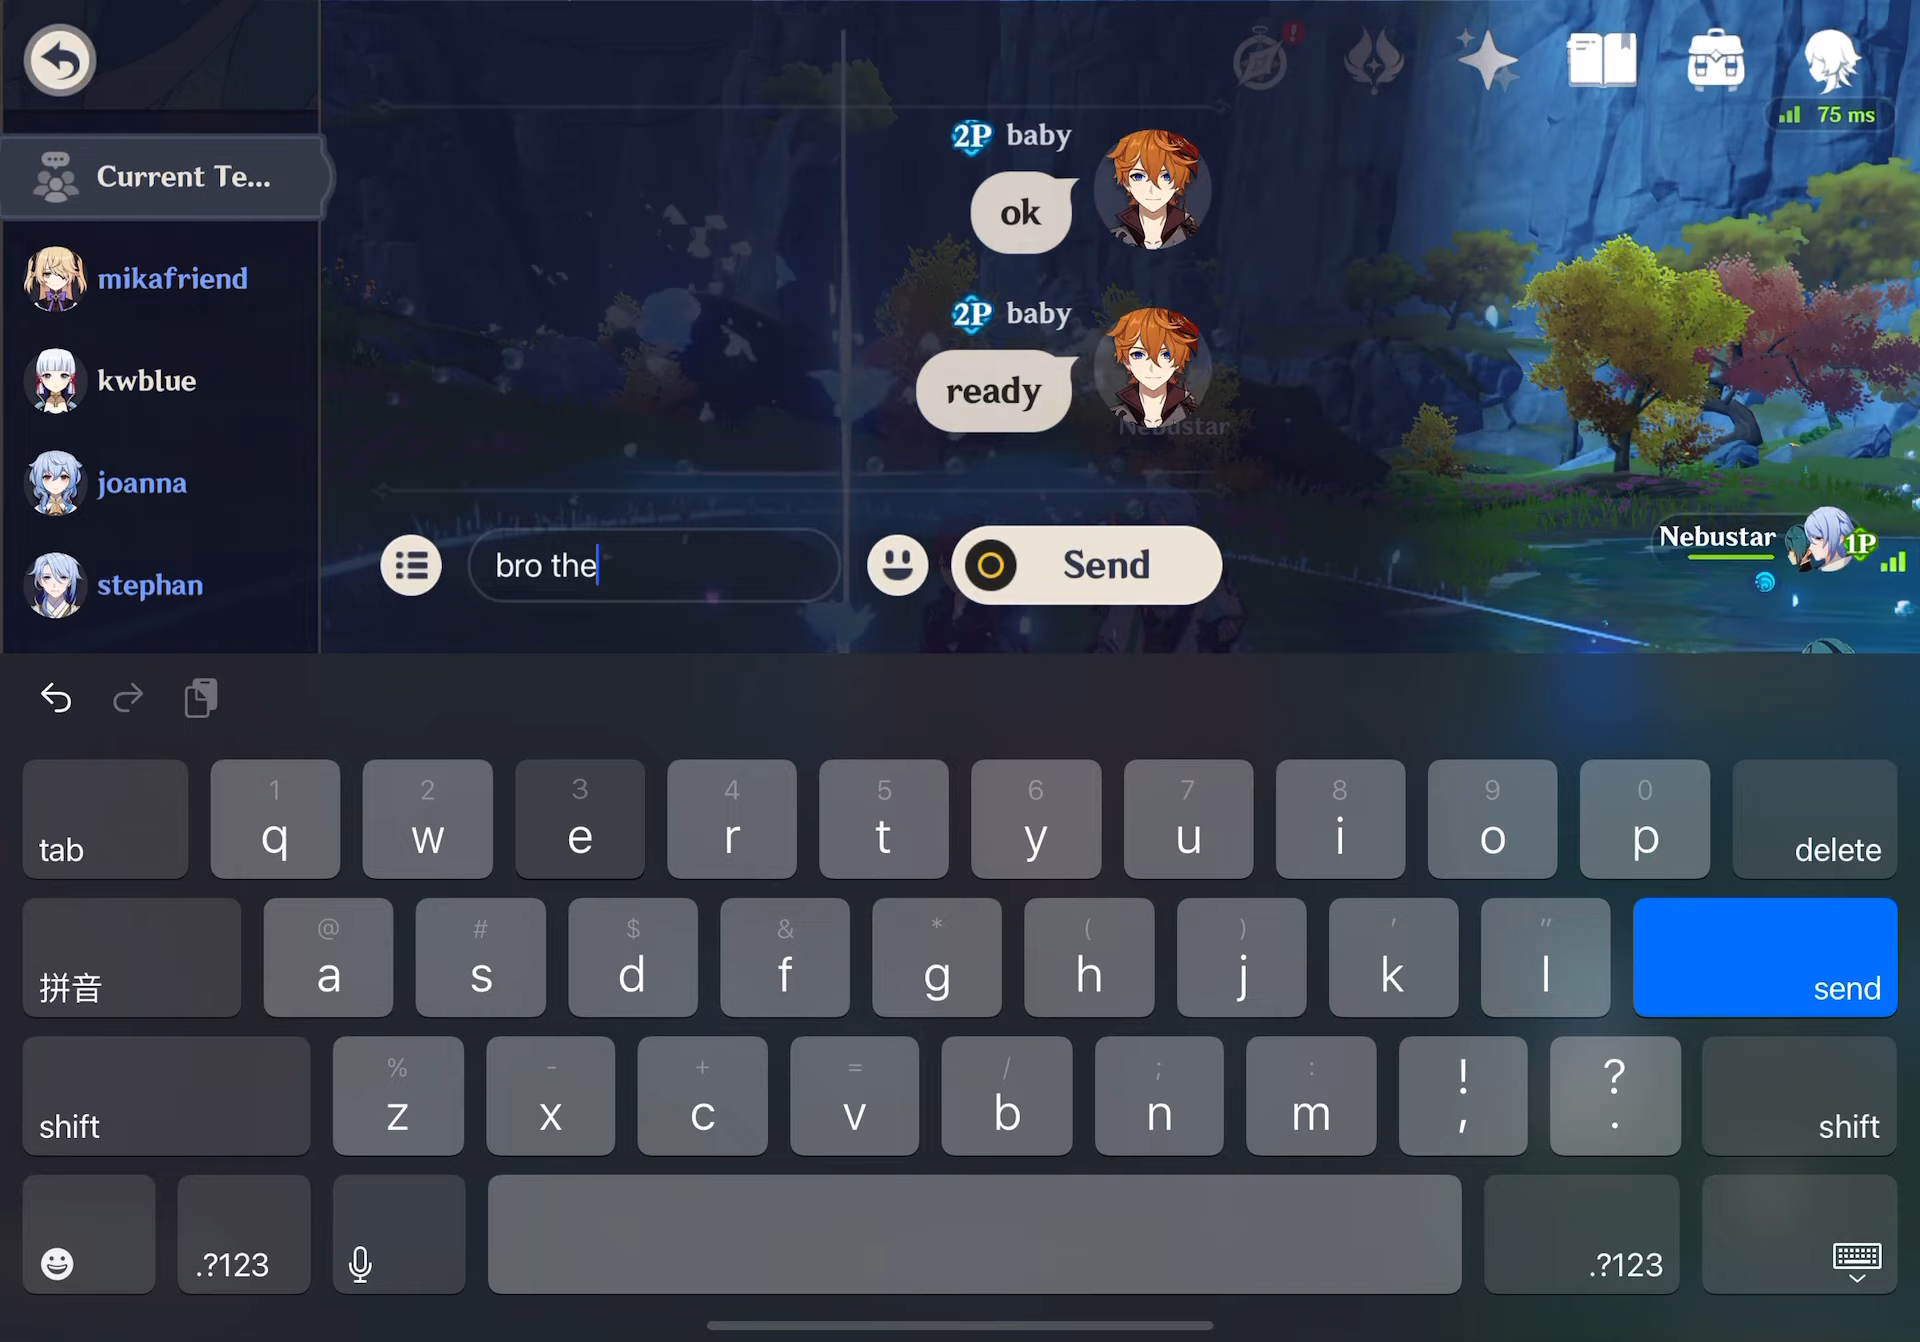 75 ms
Current Te...
mikafriend
kwblue
joanna
stephan
2P baby
ok
2P baby
ready
Nebustar
bro the
Send
Nebustar
1P
tab
1 2 3 4 5 6 7 8 9 0
q w e r t y u i o p
delete
@ # $ & * ( ) ' "
拼音
a s d f g h j k l
send
% - + = / ; : ! ?
shift
z x c v b n m , .
shift
.?123
.?123